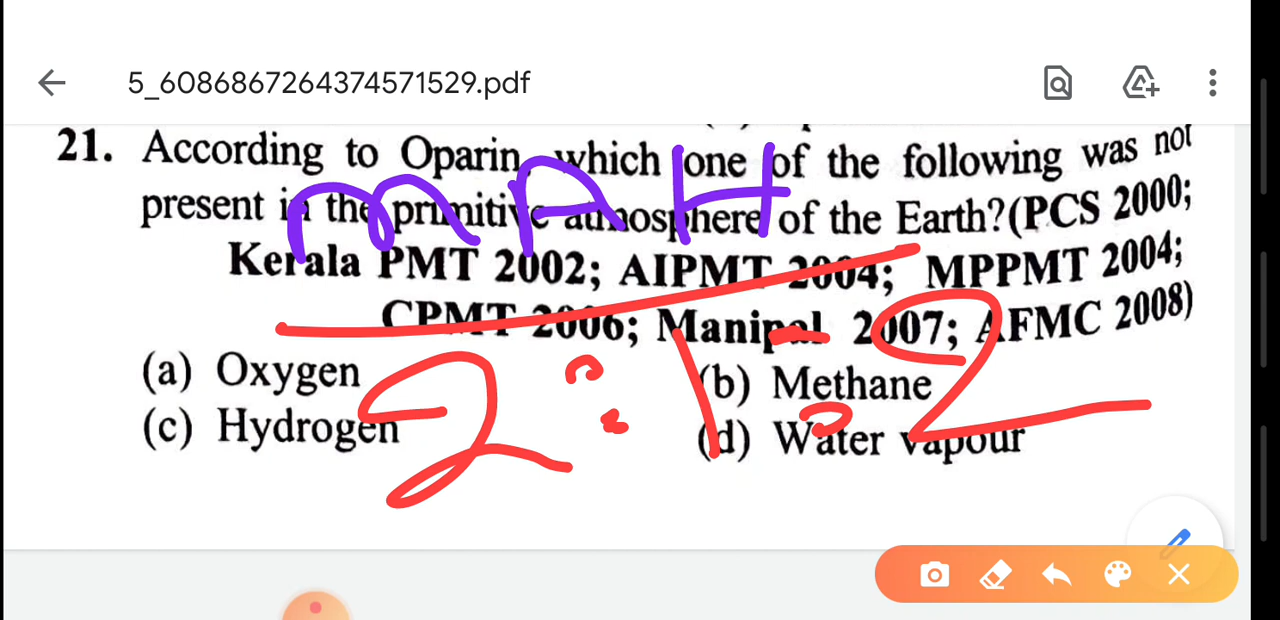 5_6086867264374571529.pdf
21. According to Oparin, which one of the following was not
present in the primitive atmosphere of the Earth?(PCS 2000;
Kerala PMT 2002; AIPMT 2004; MPPMT 2004;
CPMT 2006; Manipal 2007; AFMC 2008)
mAH
2 : 1 : 2
(a) Oxygen (b) Methane
(c) Hydrogen (d) Water vapour